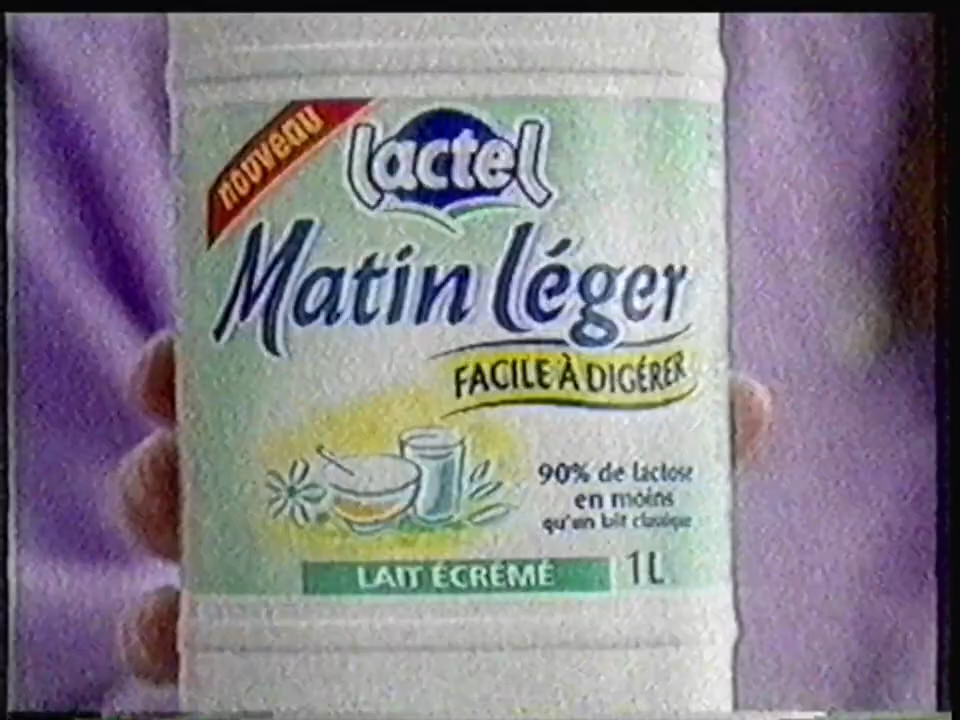 nouveau
lactel
Matin léger
FACILE À DIGÉRER
90% de lactose
en moins
qu'un lait classique
LAIT ÉCRÉMÉ 1L